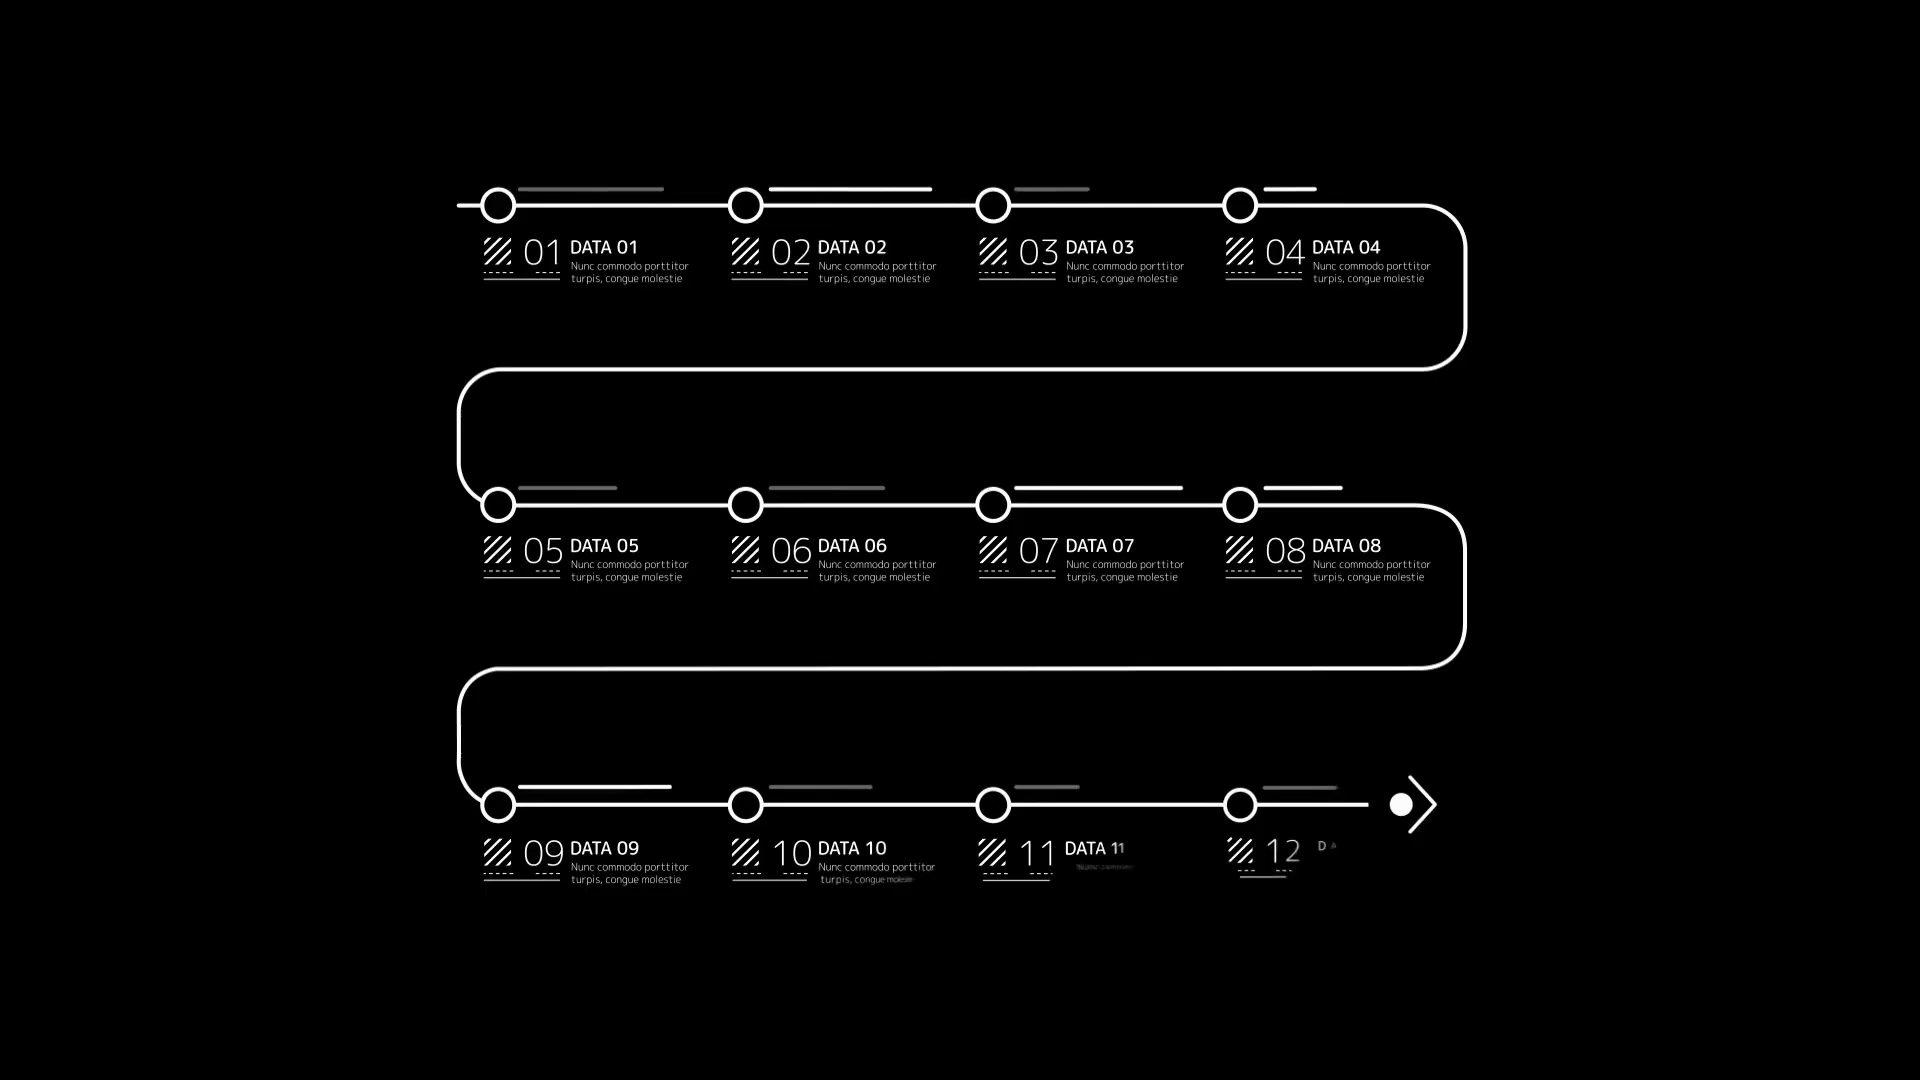 01 DATA 01
Nunc commodo porttitor
turpis, congue molestie
02 DATA 02
Nunc commodo porttitor
turpis, congue molestie
03 DATA 03
Nunc commodo porttitor
turpis, congue molestie
04 DATA 04
Nunc commodo porttitor
turpis, congue molestie
05 DATA 05
Nunc commodo porttitor
turpis, congue molestie
06 DATA 06
Nunc commodo porttitor
turpis, congue molestie
07 DATA 07
Nunc commodo porttitor
turpis, congue molestie
08 DATA 08
Nunc commodo porttitor
turpis, congue molestie
09 DATA 09
Nunc commodo porttitor
turpis, congue molestie
10 DATA 10
Nunc commodo porttitor
turpis, congue molestie
11 DATA 11
12 D A